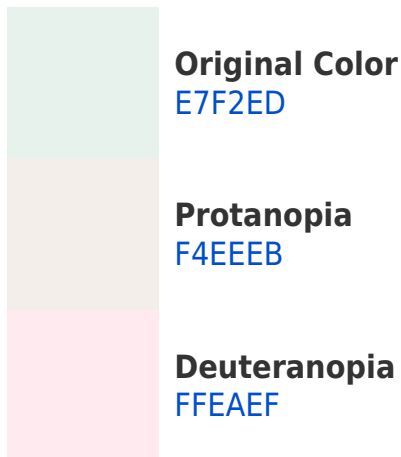 Original Color
E7F2ED
Protanopia
F4EEEB
Deuteranopia
FFEAEF